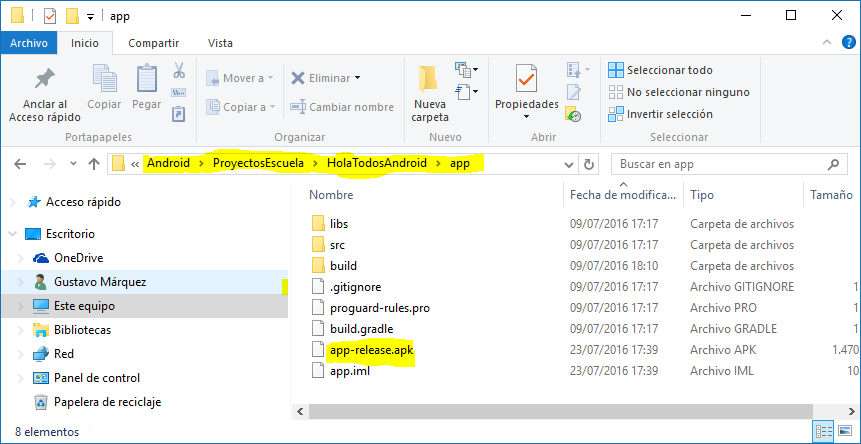 app
Archivo Inicio Compartir Vista
Anclar al Acceso rápido
Copiar
Pegar
Portapapeles
Mover a
Copiar a
Eliminar
Cambiar nombre
Organizar
Nueva carpeta
Nuevo
Propiedades
Abrir
Seleccionar todo
No seleccionar ninguno
Invertir selección
Seleccionar
« Android > ProyectosEscuela > HolaTodosAndroid > app
Buscar en app
Acceso rápido
Escritorio
OneDrive
Gustavo Márquez
Este equipo
Bibliotecas
Red
Panel de control
Papelera de reciclaje
Nombre Fecha de modifica... Tipo Tamaño
libs 09/07/2016 17:17 Carpeta de archivos
src 09/07/2016 17:17 Carpeta de archivos
build 09/07/2016 18:10 Carpeta de archivos
.gitignore 09/07/2016 17:17 Archivo GITIGNORE 1
proguard-rules.pro 09/07/2016 17:17 Archivo PRO 1
build.gradle 09/07/2016 17:17 Archivo GRADLE 1
app-release.apk 23/07/2016 17:39 Archivo APK 1.470
app.iml 23/07/2016 17:39 Archivo IML 10
8 elementos